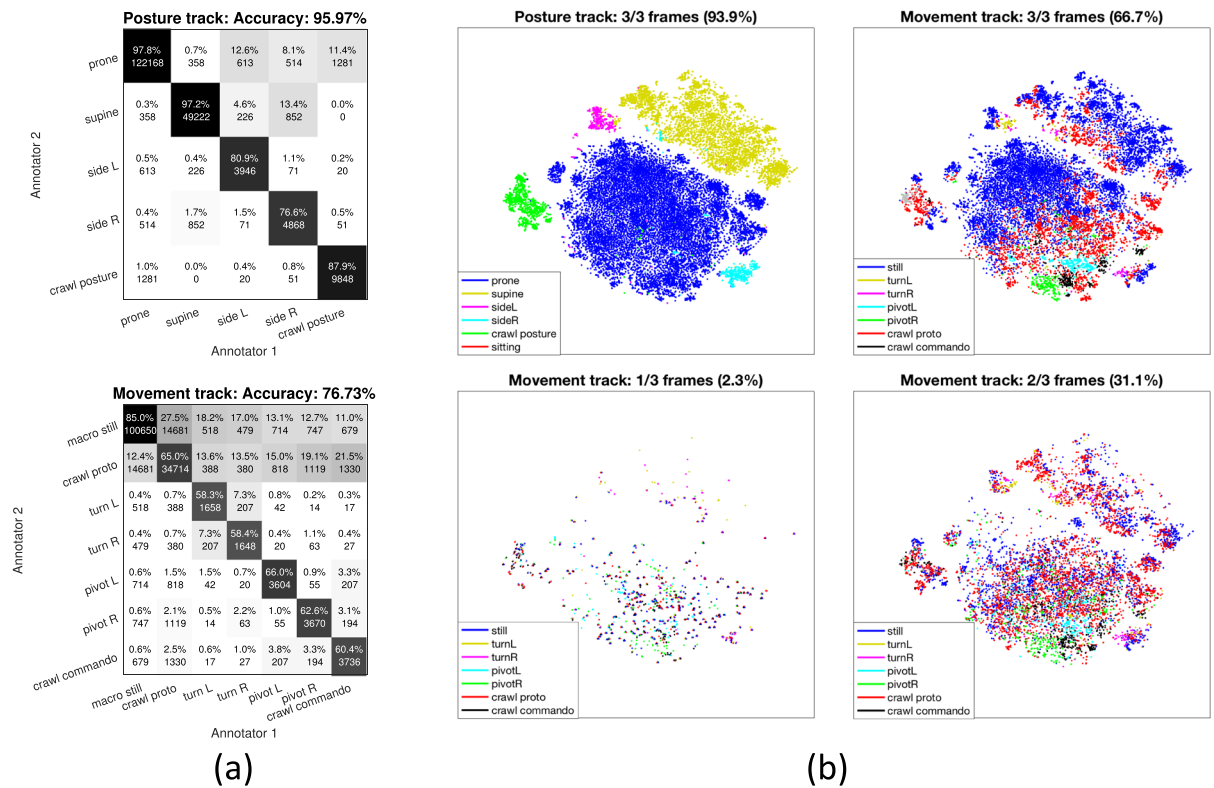 Posture track: Accuracy: 95.97%
prone
97.8% 0.7% 12.6% 8.1% 11.4%
122168 358 613 514 1281
supine
0.3% 97.2% 4.6% 13.4% 0.0%
358 49222 226 852 0
side L
0.5% 0.4% 80.9% 1.1% 0.2%
613 226 3946 71 20
side R
0.4% 1.7% 1.5% 76.6% 0.5%
514 852 71 4868 51
crawl posture
1.0% 0.0% 0.4% 0.8% 87.9%
1281 0 20 51 9848
prone supine side L side R crawl posture
Annotator 1
Annotator 2
Movement track: Accuracy: 76.73%
macro still
85.0% 27.5% 18.2% 17.0% 13.1% 12.7% 11.0%
100650 14681 518 479 714 747 679
crawl proto
12.4% 65.0% 13.6% 13.5% 15.0% 19.1% 21.5%
14681 34714 388 380 818 1119 1330
turn L
0.4% 0.7% 58.3% 7.3% 0.8% 0.2% 0.3%
518 388 1658 207 42 14 17
turn R
0.4% 0.7% 7.3% 58.4% 0.4% 1.1% 0.4%
479 380 207 1648 20 63 27
pivot L
0.6% 1.5% 1.5% 0.7% 66.0% 0.9% 3.3%
714 818 42 20 3604 55 207
pivot R
0.6% 2.1% 0.5% 2.2% 1.0% 62.6% 3.1%
747 1119 14 63 55 3670 194
crawl commando
0.6% 2.5% 0.6% 1.0% 3.8% 3.3% 60.4%
679 1330 17 27 207 194 3736
macro still crawl proto turn L turn R pivot L pivot R crawl commando
Annotator 1
Annotator 2
(a)
Posture track: 3/3 frames (93.9%)
prone
supine
sideL
sideR
crawl posture
sitting
Movement track: 3/3 frames (66.7%)
still
turnL
turnR
pivotL
pivotR
crawl proto
crawl commando
Movement track: 1/3 frames (2.3%)
still
turnL
turnR
pivotL
pivotR
crawl proto
crawl commando
Movement track: 2/3 frames (31.1%)
still
turnL
turnR
pivotL
pivotR
crawl proto
crawl commando
(b)